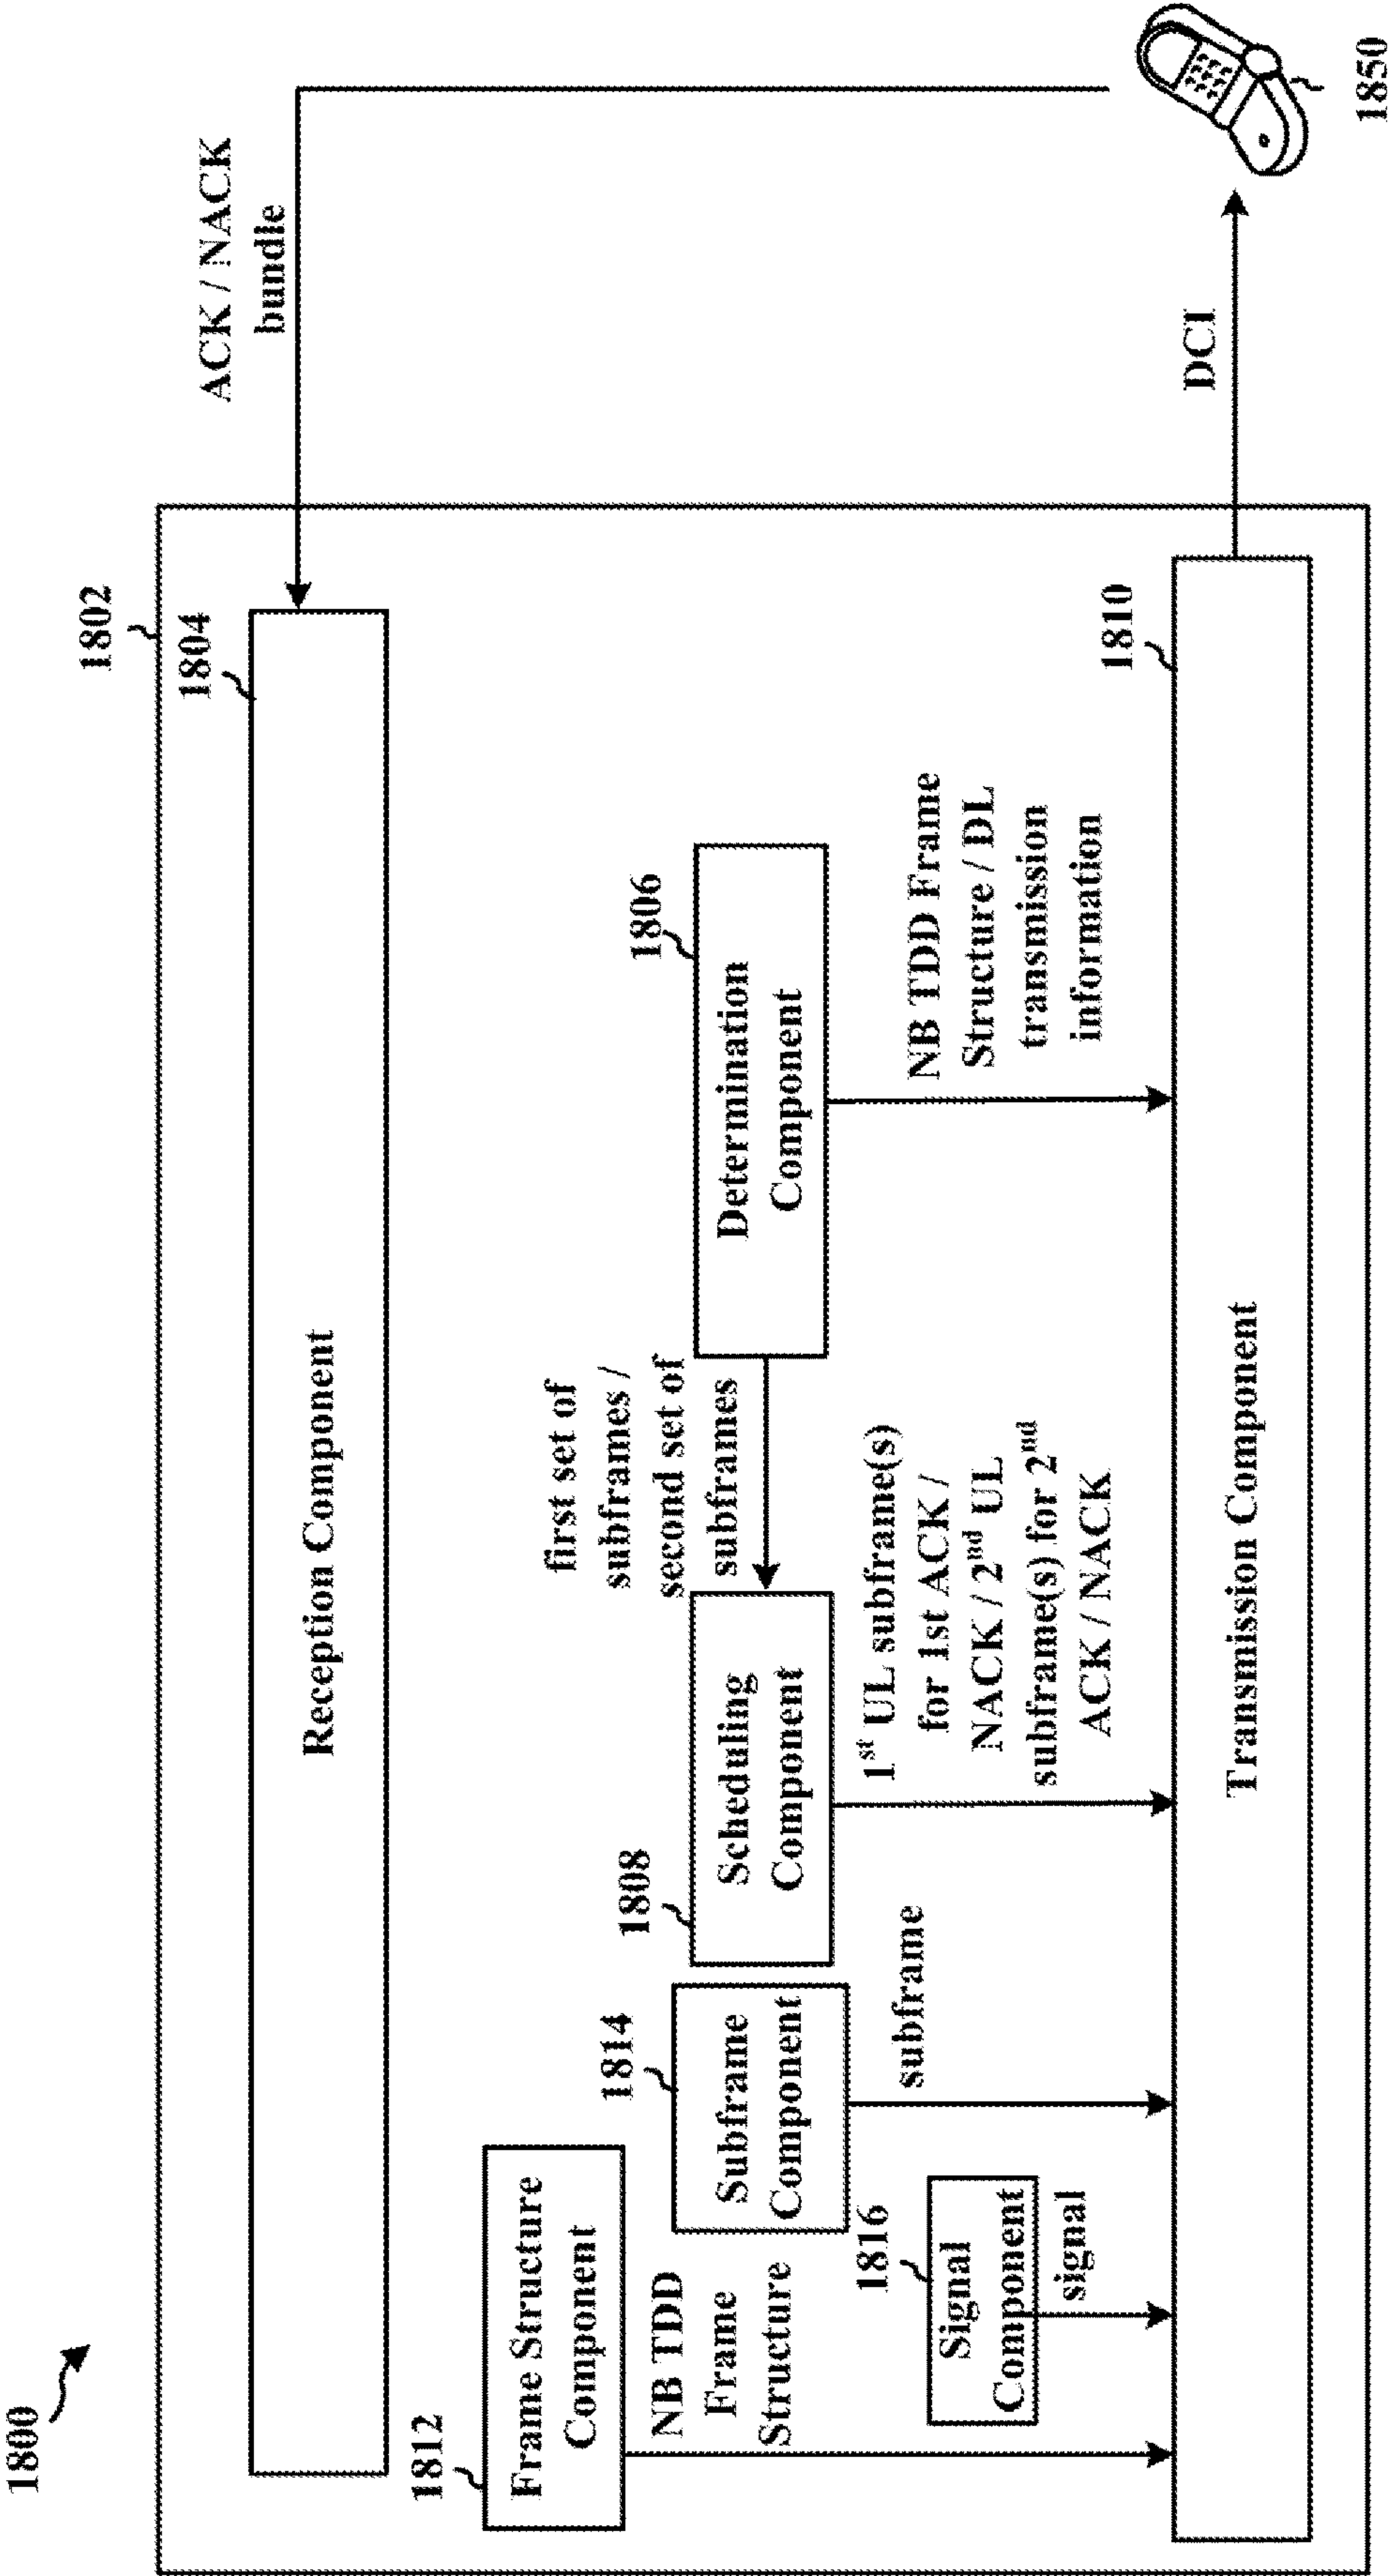 1800
1802
1804
Reception Component
ACK / NACK
bundle
1850
DCI
1806
Determination
Component
first set of
subframes /
second set of
subframes
NB TDD Frame
Structure / DL
transmission
information
1808
Scheduling
Component
1st UL subframe(s)
for 1st ACK /
NACK / 2nd UL
subframe(s) for 2nd
ACK / NACK
1814
Subframe
Component
subframe
1812
Frame Structure
Component
NB TDD
Frame
Structure
1816
Signal
Component
signal
1810
Transmission Component